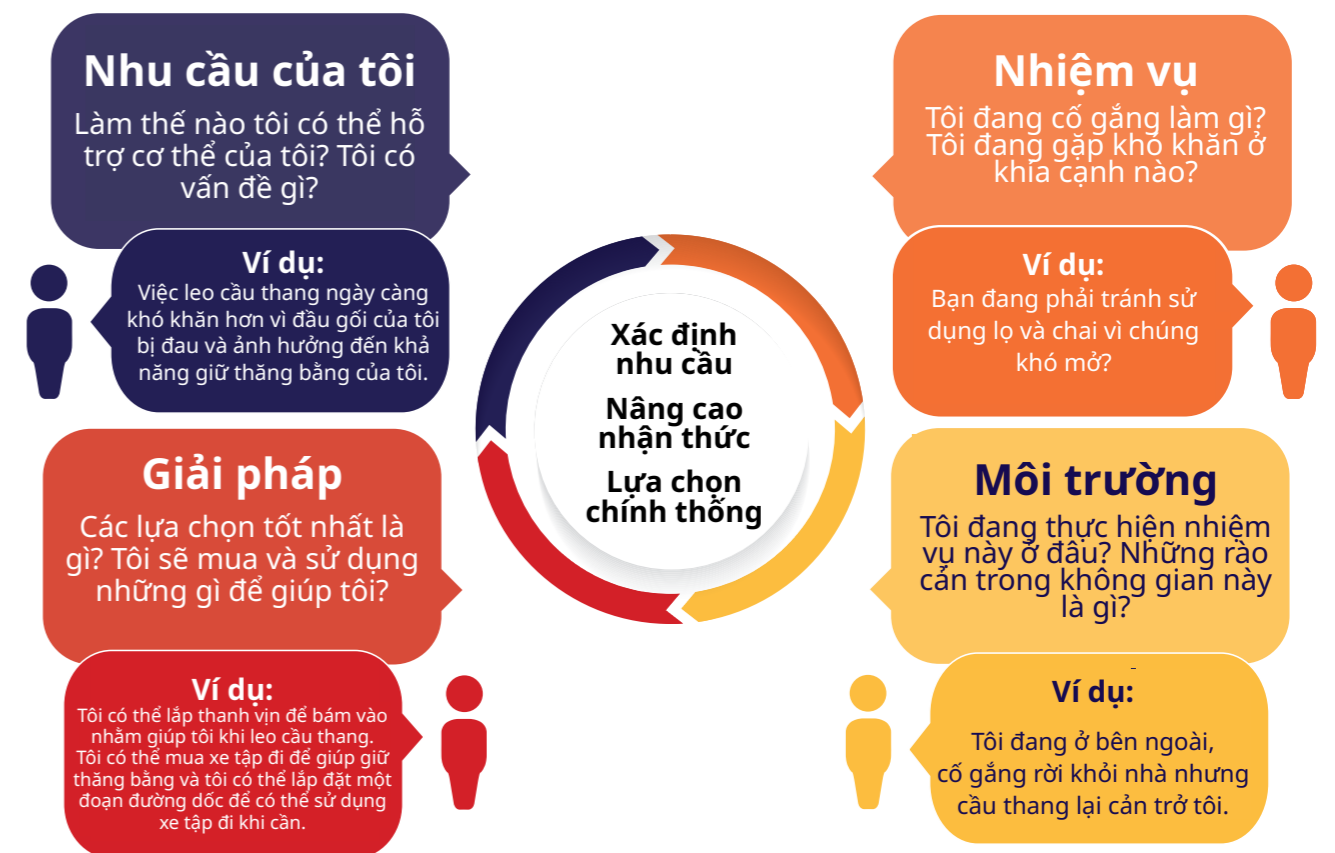 Nhu cầu của tôi
Làm thế nào tôi có thể hỗ
trợ cơ thể của tôi? Tôi có
vấn đề gì?
Ví dụ:
Việc leo cầu thang ngày càng
khó khăn hơn vì đầu gối của tôi
bị đau và ảnh hưởng đến khả
năng giữ thăng bằng của tôi.
Nhiệm vụ
Tôi đang cố gắng làm gì?
Tôi đang gặp khó khăn ở
khía cạnh nào?
Ví dụ:
Bạn đang phải tránh sử
dụng lọ và chai vì chúng
khó mở?
Xác định
nhu cầu
Nâng cao
nhận thức
Lựa chọn
chính thống
Giải pháp
Các lựa chọn tốt nhất là
gì? Tôi sẽ mua và sử dụng
những gì để giúp tôi?
Ví dụ:
Tôi có thể lắp thanh vịn để bám vào
nhằm giúp tôi khi leo cầu thang.
Tôi có thể mua xe tập đi để giúp giữ
thăng bằng và tôi có thể lắp đặt một
đoạn đường dốc để có thể sử dụng
xe tập đi khi cần.
Môi trường
Tôi đang thực hiện nhiệm
vụ này ở đâu? Những rào
cản trong không gian này
là gì?
Ví dụ:
Tôi đang ở bên ngoài,
cố gắng rời khỏi nhà nhưng
cầu thang lại cản trở tôi.